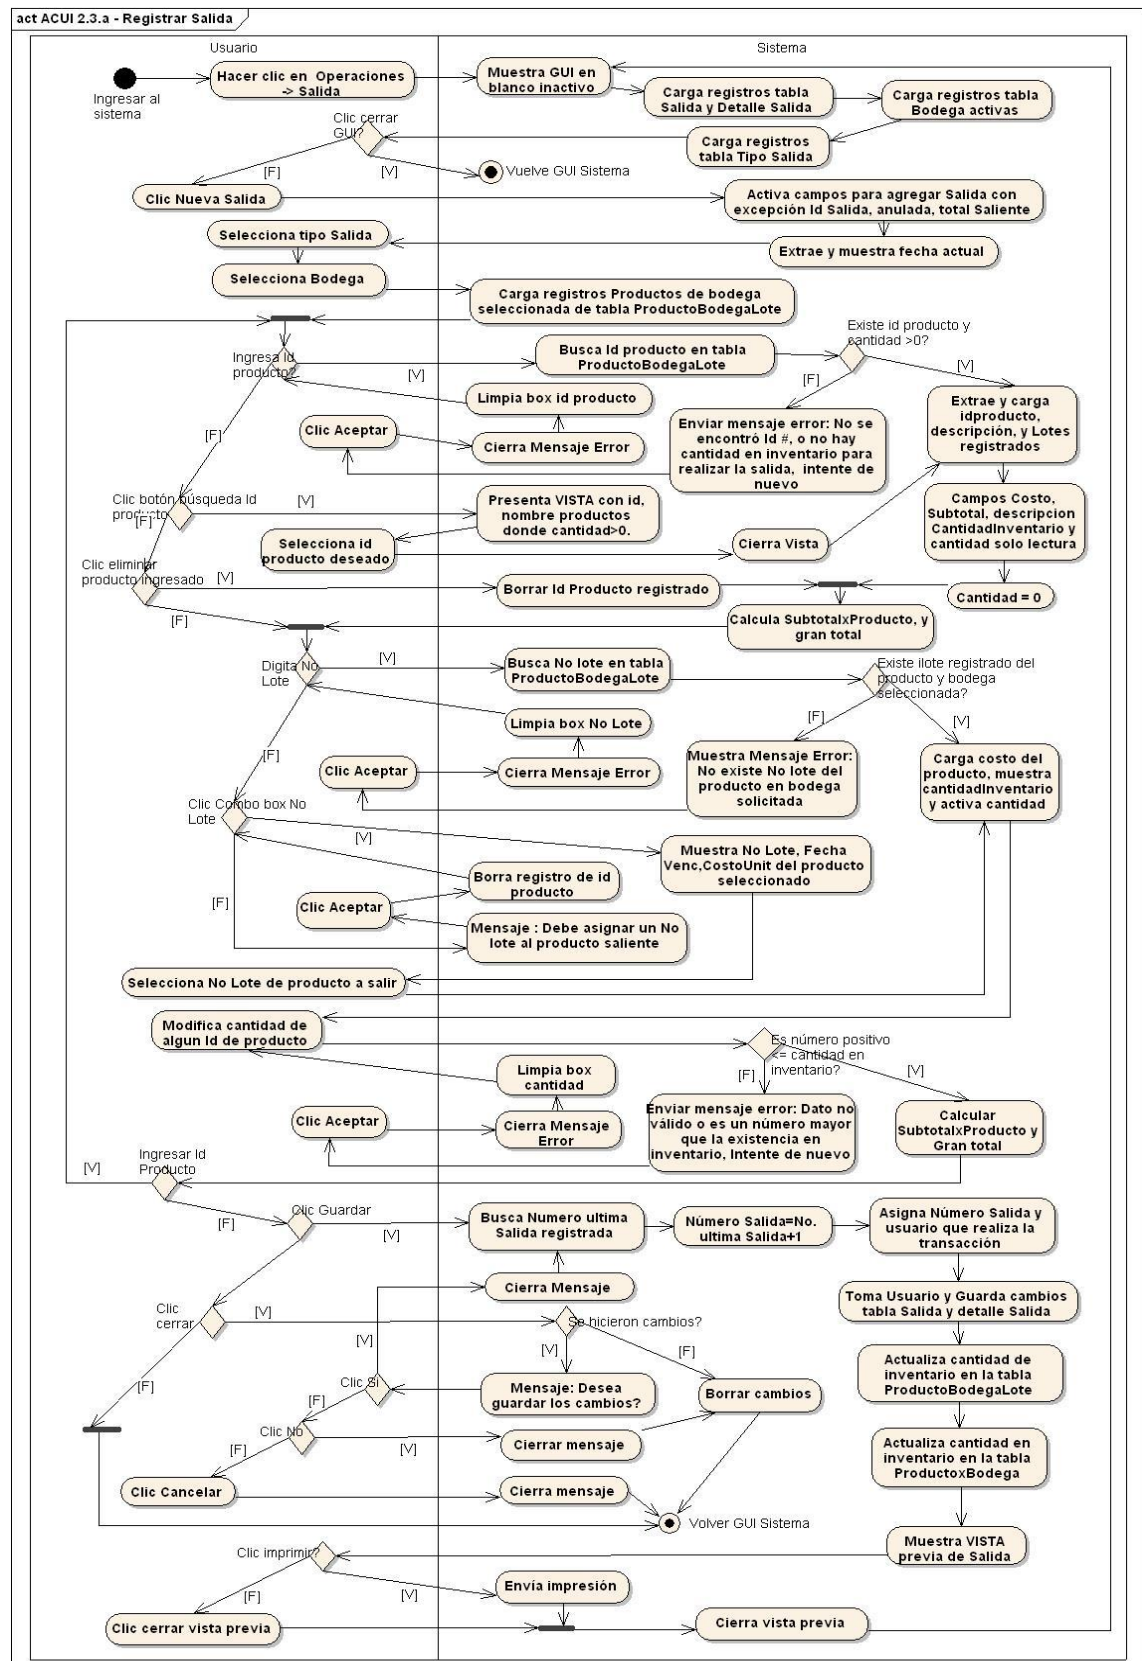 act ACUI 2.3.a - Registrar Salida
Usuario
Sistema
Ingresar al
sistema
Hacer clic en Operaciones
-> Salida
Muestra GUI en
blanco inactivo
Carga registros tabla
Salida y Detalle Salida
Carga registros tabla
Bodega activas
Carga registros
tabla Tipo Salida
Clic cerrar
GUI?
[F]
[V]
Vuelve GUI Sistema
Clic Nueva Salida
Activa campos para agregar Salida con
excepción Id Salida, anulada, total Saliente
Selecciona tipo Salida
Extrae y muestra fecha actual
Selecciona Bodega
Carga registros Productos de bodega
seleccionada de tabla ProductoBodegaLote
Ingresa Id
producto?
[V]
[F]
Busca Id producto en tabla
ProductoBodegaLote
Existe id producto y
cantidad >0?
[V]
[F]
Limpia box id producto
Clic Aceptar
Cierra Mensaje Error
Enviar mensaje error: No se
encontró Id #, o no hay
cantidad en inventario para
realizar la salida, intente de
nuevo
Extrae y carga
idproducto,
descripción, y Lotes
registrados
Clic botón búsqueda Id
producto
[V]
[F]
Presenta VISTA con id,
nombre productos
donde cantidad>0.
Campos Costo,
Subtotal, descripcion
CantidadInventario y
cantidad solo lectura
Selecciona id
producto deseado
Cierra Vista
Clic eliminar
producto ingresado
[V]
[F]
Borrar Id Producto registrado
Cantidad = 0
Calcula SubtotalxProducto, y
gran total
Digita No
Lote
[V]
[F]
Busca No lote en tabla
ProductoBodegaLote
Existe ilote registrado del
producto y bodega
seleccionada?
[F]
[V]
Limpia box No Lote
Clic Aceptar
Cierra Mensaje Error
Muestra Mensaje Error:
No existe No lote del
producto en bodega
solicitada
Carga costo del
producto, muestra
cantidadInventario
y activa cantidad
Clic Combo box No
Lote
[V]
[F]
Muestra No Lote, Fecha
Venc,CostoUnit del producto
seleccionado
Borra registro de id
producto
Clic Aceptar
Mensaje : Debe asignar un No
lote al producto saliente
Selecciona No Lote de producto a salir
Modifica cantidad de
algun Id de producto
Es número positivo
<= cantidad en
inventario?
[F]
[V]
Limpia box
cantidad
Clic Aceptar
Cierra Mensaje
Error
Enviar mensaje error: Dato no
válido o es un número mayor
que la existencia en
inventario, Intente de nuevo
Calcular
SubtotalxProducto y
Gran total
Ingresar Id
Producto
[V]
[F]
Clic Guardar
[V]
Busca Numero ultima
Salida registrada
Número Salida=No.
ultima Salida+1
Asigna Número Salida y
usuario que realiza la
transacción
Cierra Mensaje
Toma Usuario y Guarda cambios
tabla Salida y detalle Salida
Clic
cerrar
[V]
[F]
Se hicieron cambios?
[V]
[F]
[V]
Actualiza cantidad de
inventario en la tabla
ProductoBodegaLote
Clic Si
[F]
Mensaje: Desea
guardar los cambios?
Borrar cambios
Clic No
[F]
[V]
Cierrar mensaje
Actualiza cantidad en
inventario en la tabla
ProductoxBodega
Clic Cancelar
Cierra mensaje
Volver GUI Sistema
Muestra VISTA
previa de Salida
Clic imprimir?
[F]
[V]
Envía impresión
Clic cerrar vista previa
Cierra vista previa